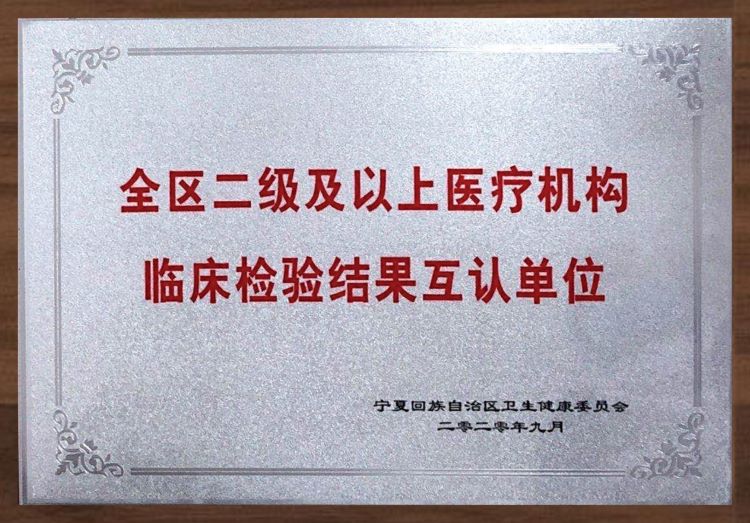 全区二级及以上医疗机构
临床检验结果互认单位
宁夏回族自治区卫生健康委员会
二零二零年九月